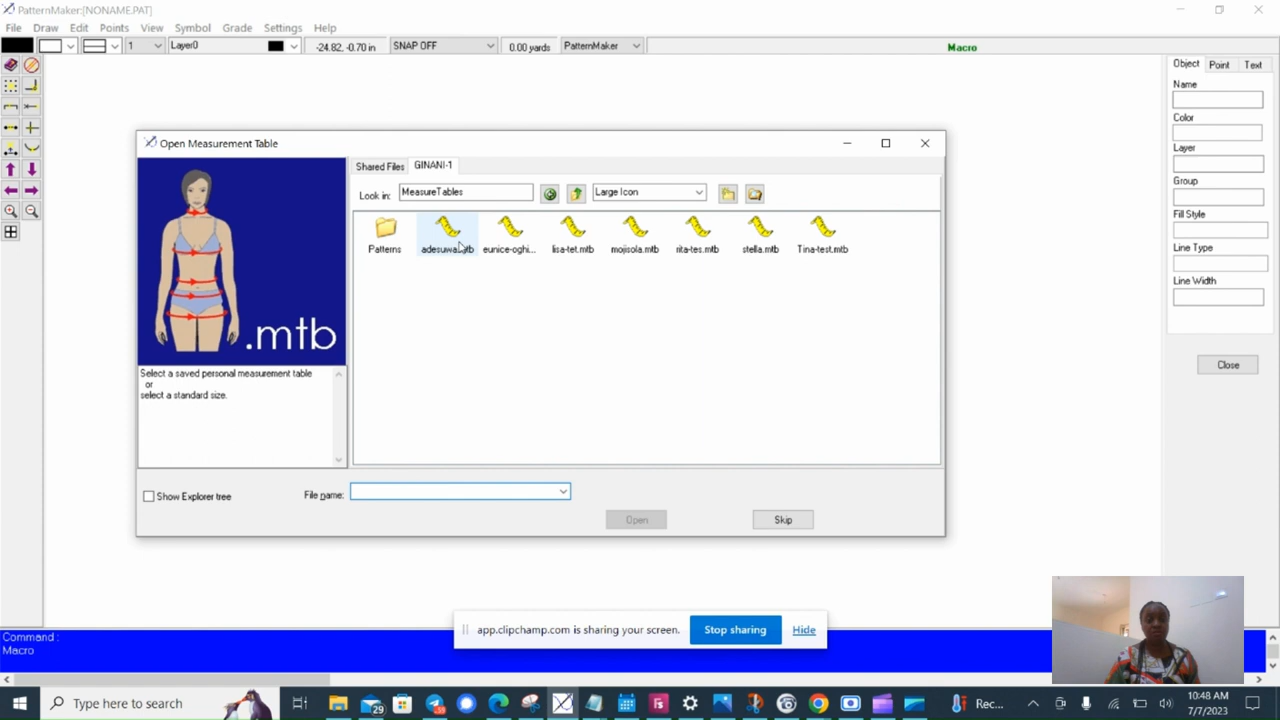 PatternMaker:[NONAME.PAT]
File Draw Edit Points View Symbol Grade Settings Help
1 Layer0 -24.82, -0.70 in SNAP OFF 0.00 yards PatternMaker Macro
Object Point Text
Name
Color
Layer
Group
Fill Style
Line Type
Line Width
Close
Open Measurement Table
Shared Files GINANI-1
Look in: MeasureTables Large Icon
Patterns adesuwa.mtb eunice-oghi... lisa-tet.mtb mojisola.mtb rita-tes.mtb stella.mtb Tina-test.mtb
.mtb
Select a saved personal measurement table
or
select a standard size.
Show Explorer tree
File name:
Open Skip
app.clipchamp.com is sharing your screen. Stop sharing Hide
Command :
Macro
Type here to search
29
Rec...
10:48 AM
7/7/2023